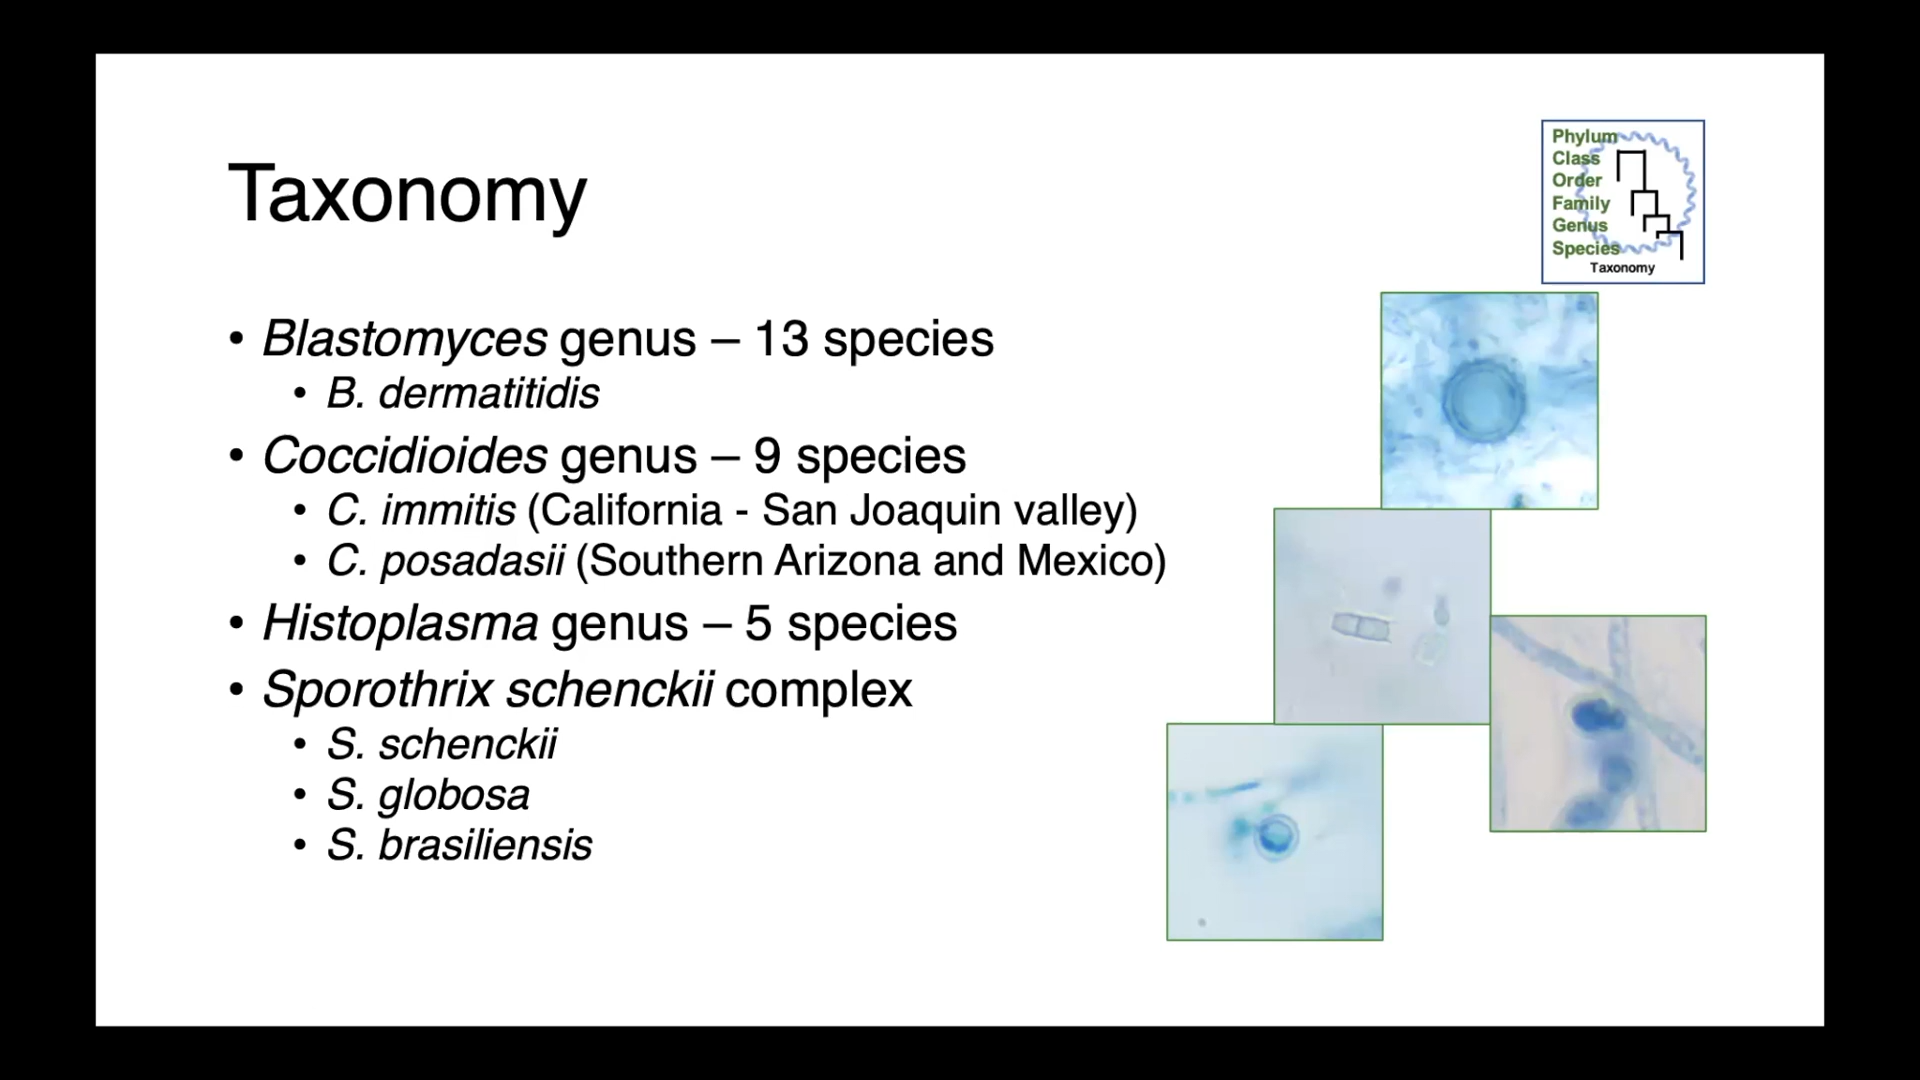 Taxonomy
• Blastomyces genus – 13 species
• B. dermatitidis
• Coccidioides genus – 9 species
• C. immitis (California - San Joaquin valley)
• C. posadasii (Southern Arizona and Mexico)
• Histoplasma genus – 5 species
• Sporothrix schenckii complex
• S. schenckii
• S. globosa
• S. brasiliensis
Phylum
Class
Order
Family
Genus
Species
Taxonomy